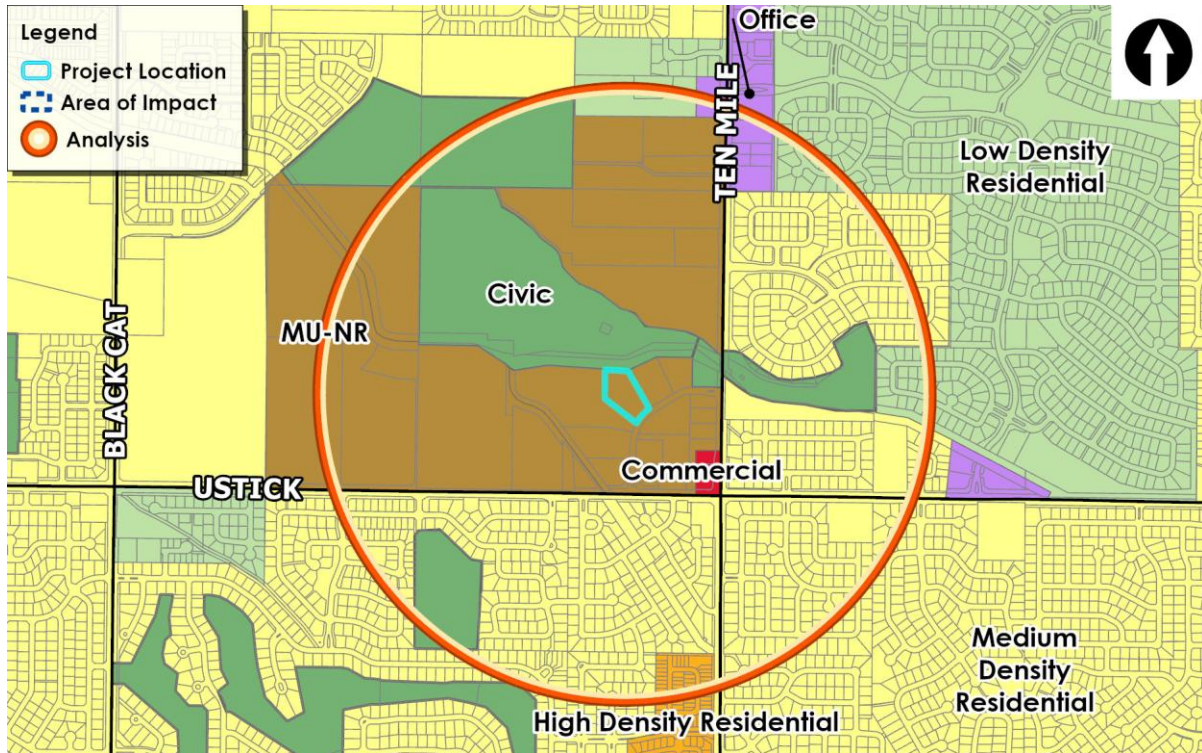 Legend
Project Location
Area of Impact
Analysis
Office
TEN MILE
Low Density
Residential
Civic
MU-NR
BLACK CAT
Commercial
USTICK
Medium
Density
Residential
High Density Residential